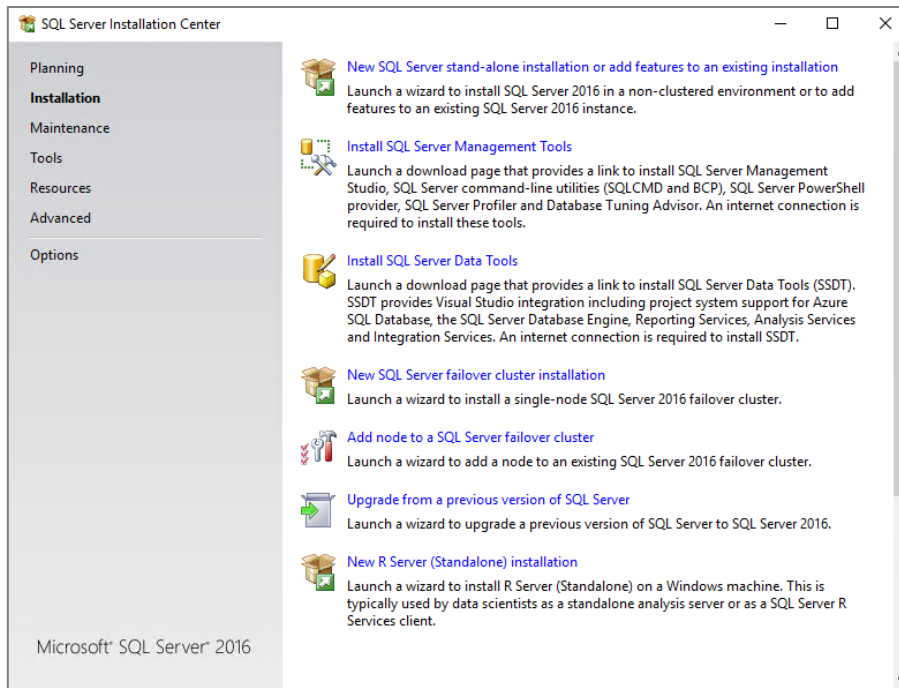 SQL Server Installation Center
Planning
Installation
Maintenance
Tools
Resources
Advanced
Options
New SQL Server stand-alone installation or add features to an existing installation
Launch a wizard to install SQL Server 2016 in a non-clustered environment or to add
features to an existing SQL Server 2016 instance.
Install SQL Server Management Tools
Launch a download page that provides a link to install SQL Server Management
Studio, SQL Server command-line utilities (SQLCMD and BCP), SQL Server PowerShell
provider, SQL Server Profiler and Database Tuning Advisor. An internet connection is
required to install these tools.
Install SQL Server Data Tools
Launch a download page that provides a link to install SQL Server Data Tools (SSDT).
SSDT provides Visual Studio integration including project system support for Azure
SQL Database, the SQL Server Database Engine, Reporting Services, Analysis Services
and Integration Services. An internet connection is required to install SSDT.
New SQL Server failover cluster installation
Launch a wizard to install a single-node SQL Server 2016 failover cluster.
Add node to a SQL Server failover cluster
Launch a wizard to add a node to an existing SQL Server 2016 failover cluster.
Upgrade from a previous version of SQL Server
Launch a wizard to upgrade a previous version of SQL Server to SQL Server 2016.
New R Server (Standalone) installation
Launch a wizard to install R Server (Standalone) on a Windows machine. This is
typically used by data scientists as a standalone analysis server or as a SQL Server R
Services client.
Microsoft® SQL Server® 2016